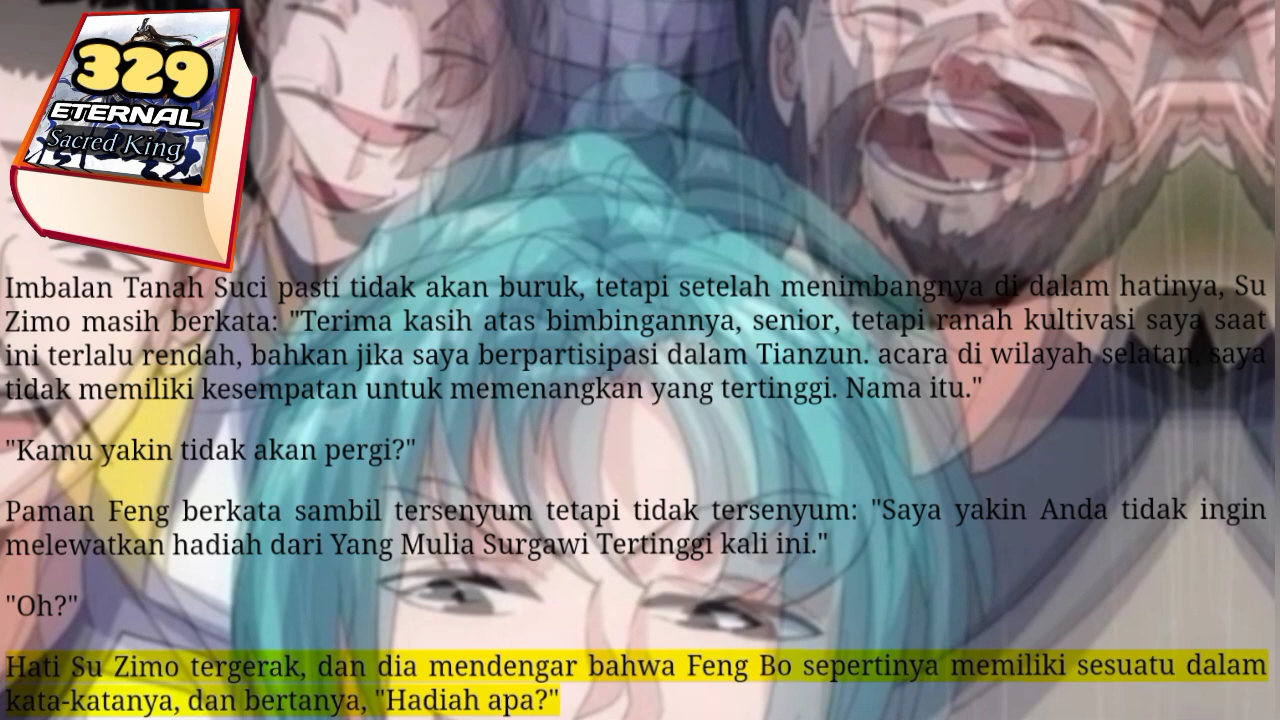 329
ETERNAL
Sacred King
Imbalan Tanah Suci pasti tidak akan buruk, tetapi setelah menimbangnya di dalam hatinya, Su
Zimo masih berkata: "Terima kasih atas bimbingannya, senior, tetapi ranah kultivasi saya saat
ini terlalu rendah, bahkan jika saya berpartisipasi dalam Tianzun. acara di wilayah selatan, saya
tidak memiliki kesempatan untuk memenangkan yang tertinggi. Nama itu."
"Kamu yakin tidak akan pergi?"
Paman Feng berkata sambil tersenyum tetapi tidak tersenyum: "Saya yakin Anda tidak ingin
melewatkan hadiah dari Yang Mulia Surgawi Tertinggi kali ini."
"Oh?"
Hati Su Zimo tergerak, dan dia mendengar bahwa Feng Bo sepertinya memiliki sesuatu dalam
kata-katanya, dan bertanya, "Hadiah apa?"